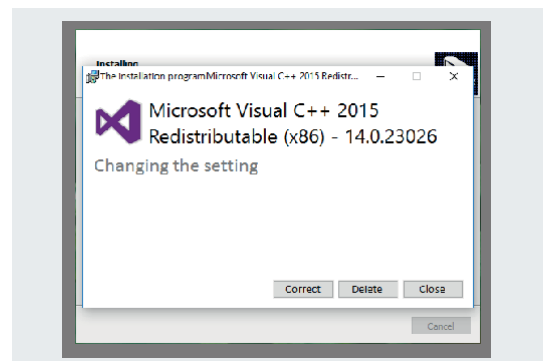 Installing
The installation programMicrosoft Visual C++ 2015 Redistr...
Microsoft Visual C++ 2015
Redistributable (x86) - 14.0.23026
Changing the setting
Correct Delete Close
Cancel